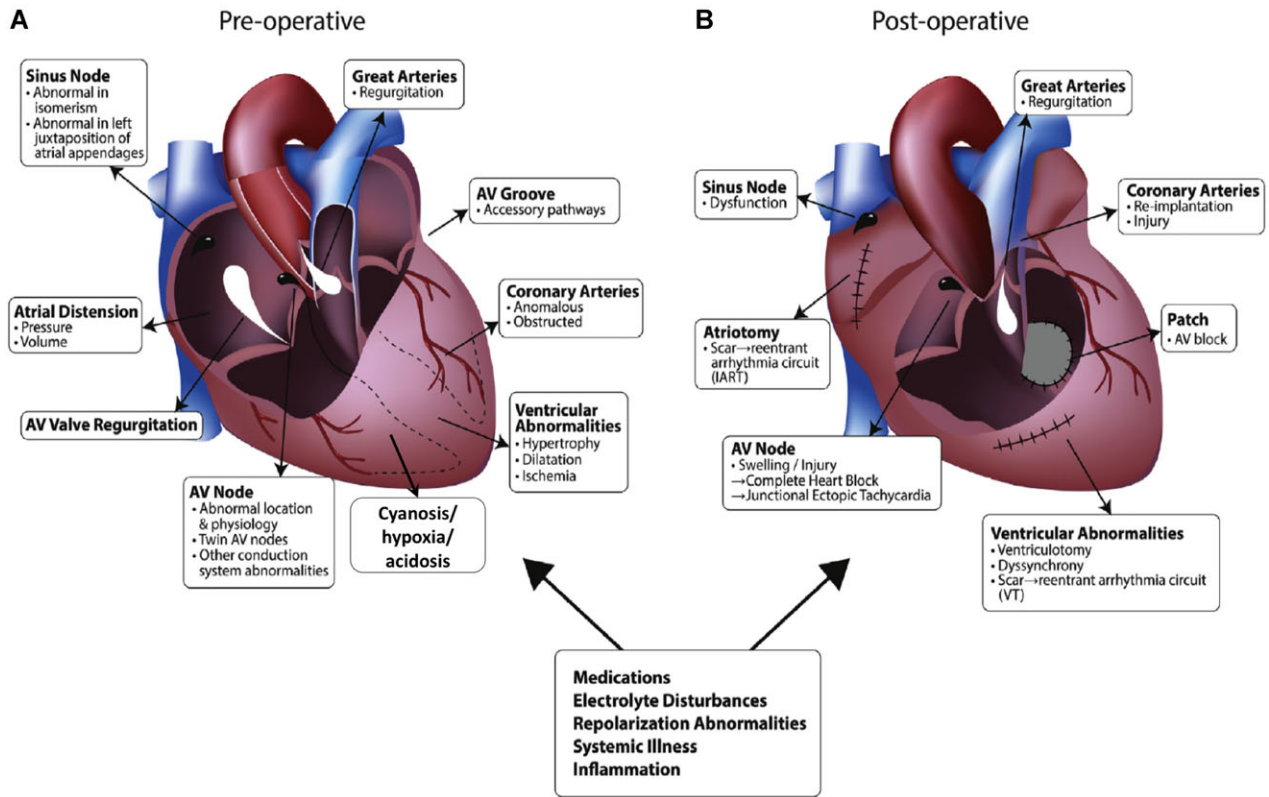 A
Pre-operative
Sinus Node
• Abnormal in
isomerism
• Abnormal in left
juxtaposition of
atrial appendages
Great Arteries
• Regurgitation
AV Groove
• Accessory pathways
Atrial Distension
• Pressure
• Volume
Coronary Arteries
• Anomalous
• Obstructed
AV Valve Regurgitation
Ventricular
Abnormalities
• Hypertrophy
• Dilatation
• Ischemia
AV Node
• Abnormal location
& physiology
• Twin AV nodes
• Other conduction
system abnormalities
Cyanosis/
hypoxia/
acidosis
B
Post-operative
Great Arteries
• Regurgitation
Sinus Node
• Dysfunction
Coronary Arteries
• Re-implantation
• Injury
Atriotomy
• Scar→reentrant
arrhythmia circuit
(IART)
Patch
• AV block
AV Node
• Swelling / Injury
→Complete Heart Block
→Junctional Ectopic Tachycardia
Ventricular Abnormalities
• Ventriculotomy
• Dyssynchrony
• Scar→reentrant arrhythmia circuit
(VT)
Medications
Electrolyte Disturbances
Repolarization Abnormalities
Systemic Illness
Inflammation